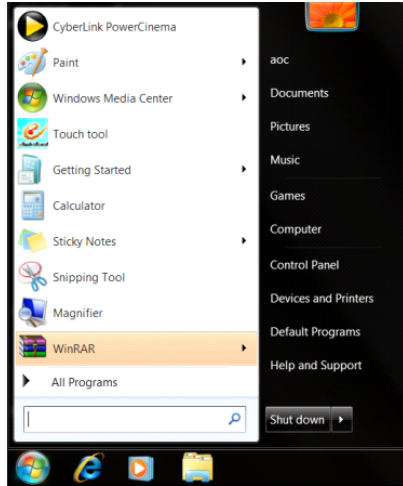 CyberLink PowerCinema
Paint
Windows Media Center
Touch tool
Getting Started
Calculator
Sticky Notes
Snipping Tool
Magnifier
WinRAR
All Programs
aoc
Documents
Pictures
Music
Games
Computer
Control Panel
Devices and Printers
Default Programs
Help and Support
Shut down